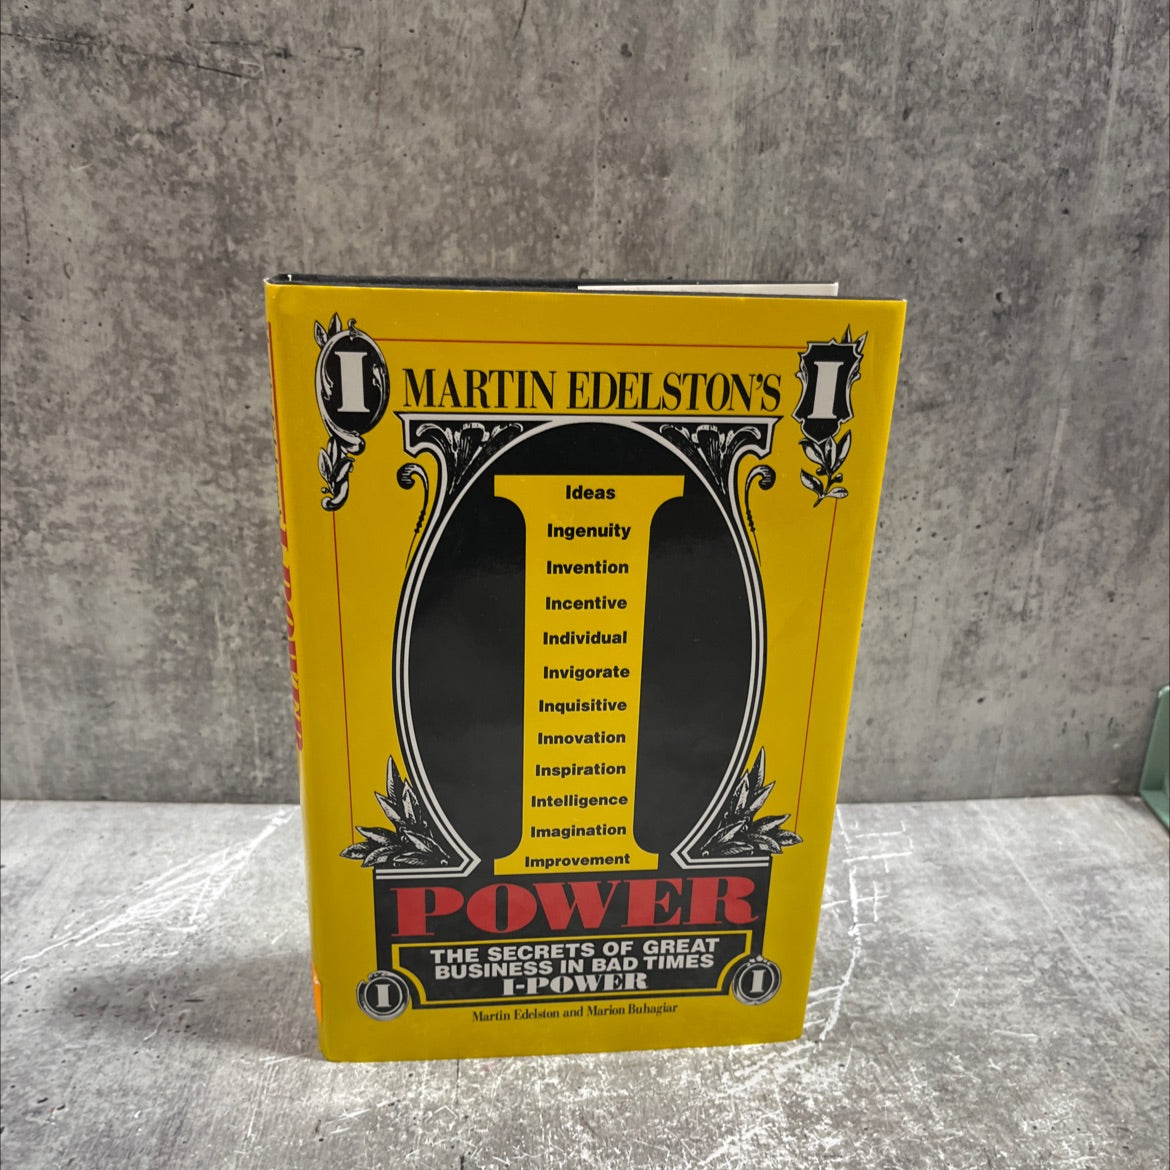 I
I
MARTIN EDELSTON'S
I
Ideas
Ingenuity
Invention
Incentive
Individual
Invigorate
Inquisitive
Innovation
Inspiration
Intelligence
Imagination
Improvement
POWER
THE SECRETS OF GREAT
BUSINESS IN BAD TIMES
I-POWER
I
I
Martin Edelston and Marion Buhagiar